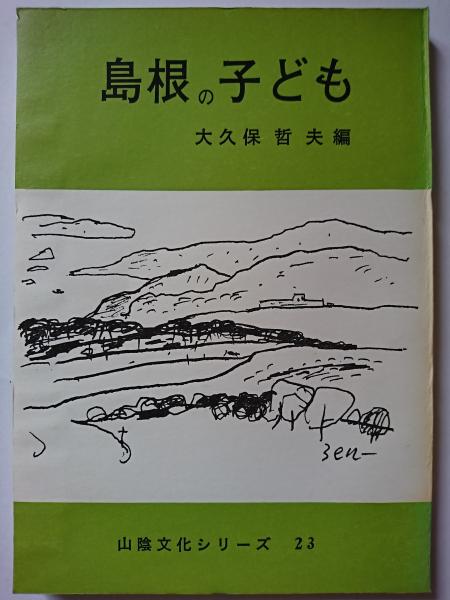 島根の子ども
大久保哲夫編
zen
山陰文化シリーズ 23